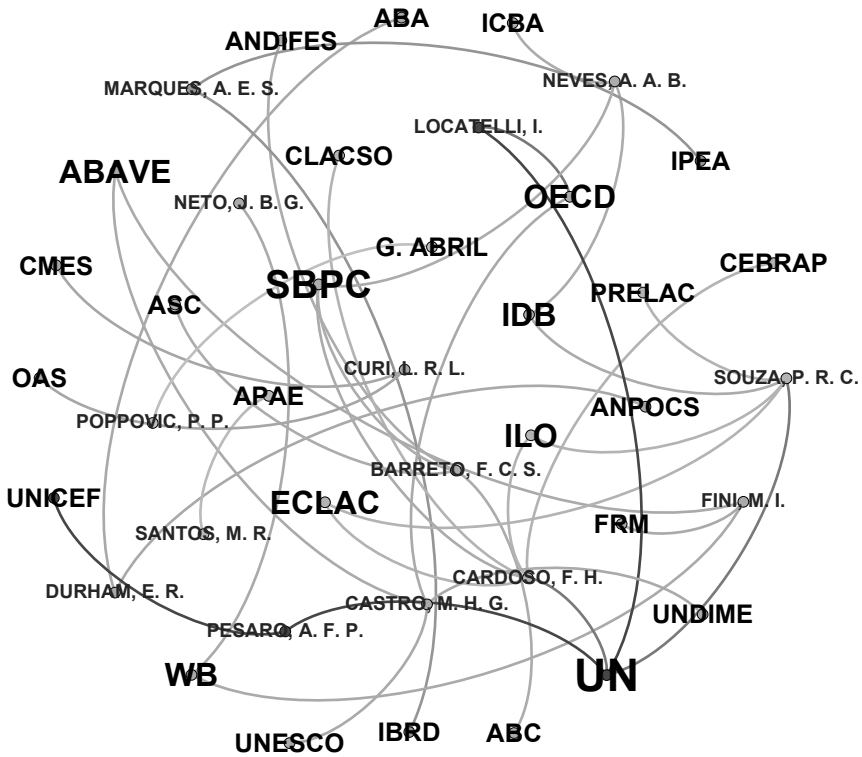 ABA
ICBA
ANDIFES
NEVES, A. A. B.
MARQUES, A. E. S.
LOCATELLI, I.
CLACSO
IPEA
ABAVE
OECD
NETO, J. B. G.
G. ABRIL
CMES
SBPC
CEBRAP
PRELAC
ASC
IDB
CURI, L. R. L.
OAS
SOUZA, P. R. C.
APAE
ANPOCS
POPPOVIC, P. P.
ILO
BARRETO, F. C. S.
UNICEF
ECLAC
FINI, M. I.
FRM
SANTOS, M. R.
CARDOSO, F. H.
DURHAM, E. R.
CASTRO, M. H. G.
UNDIME
PESARO, A. F. P.
WB
UN
UNESCO
IBRD
ABC